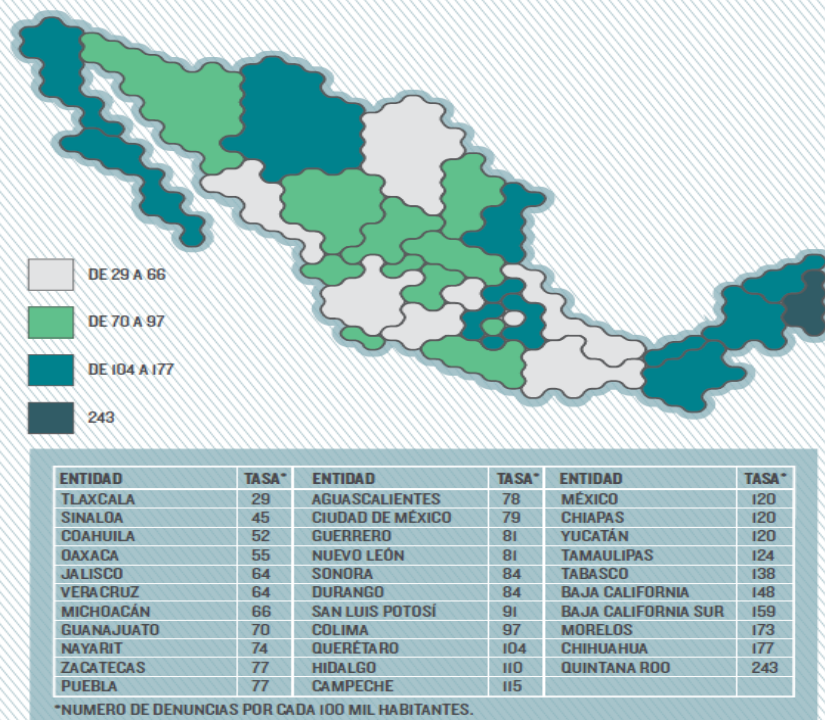 DE 29 A 66
DE 70 A 97
DE 104 A 177
243
ENTIDAD TASA* ENTIDAD TASA* ENTIDAD TASA*
TLAXCALA 29 AGUASCALIENTES 78 MÉXICO 120
SINALOA 45 CIUDAD DE MÉXICO 79 CHIAPAS 120
COAHUILA 52 GUERRERO 81 YUCATÁN 120
OAXACA 55 NUEVO LEÓN 81 TAMAULIPAS 124
JALISCO 64 SONORA 84 TABASCO 138
VERACRUZ 64 DURANGO 84 BAJA CALIFORNIA 148
MICHOACÁN 66 SAN LUIS POTOSÍ 91 BAJA CALIFORNIA SUR 159
GUANAJUATO 70 COLIMA 97 MORELOS 173
NAYARIT 74 QUERÉTARO 104 CHIHUAHUA 177
ZACATECAS 77 HIDALGO 110 QUINTANA ROO 243
PUEBLA 77 CAMPECHE 115
*NUMERO DE DENUNCIAS POR CADA 100 MIL HABITANTES.